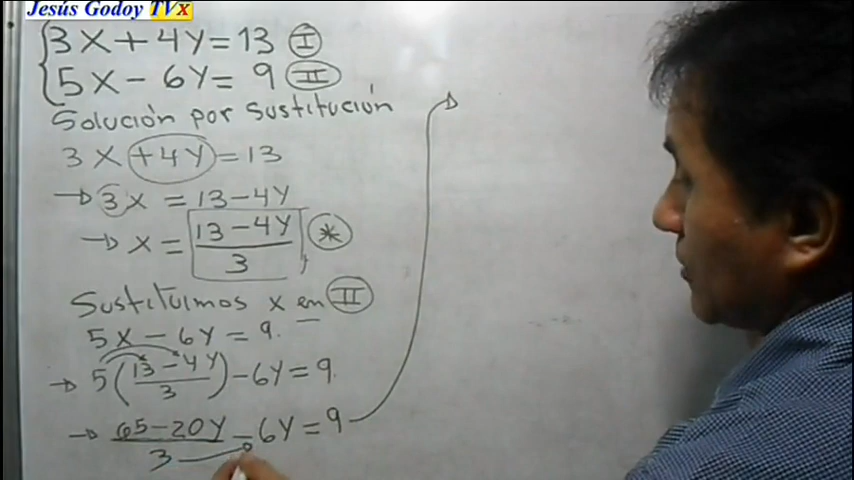 Jesús Godoy TVx
3X+4Y=13 I
5X-6Y=9 II
Solución por sustitución
3X+4Y=13
→3X=13-4Y
→X=13-4Y/3 *
Sustituimos X en II
5X-6Y=9.
→5(13-4Y/3)-6Y=9.
→65-20Y/3-6Y=9